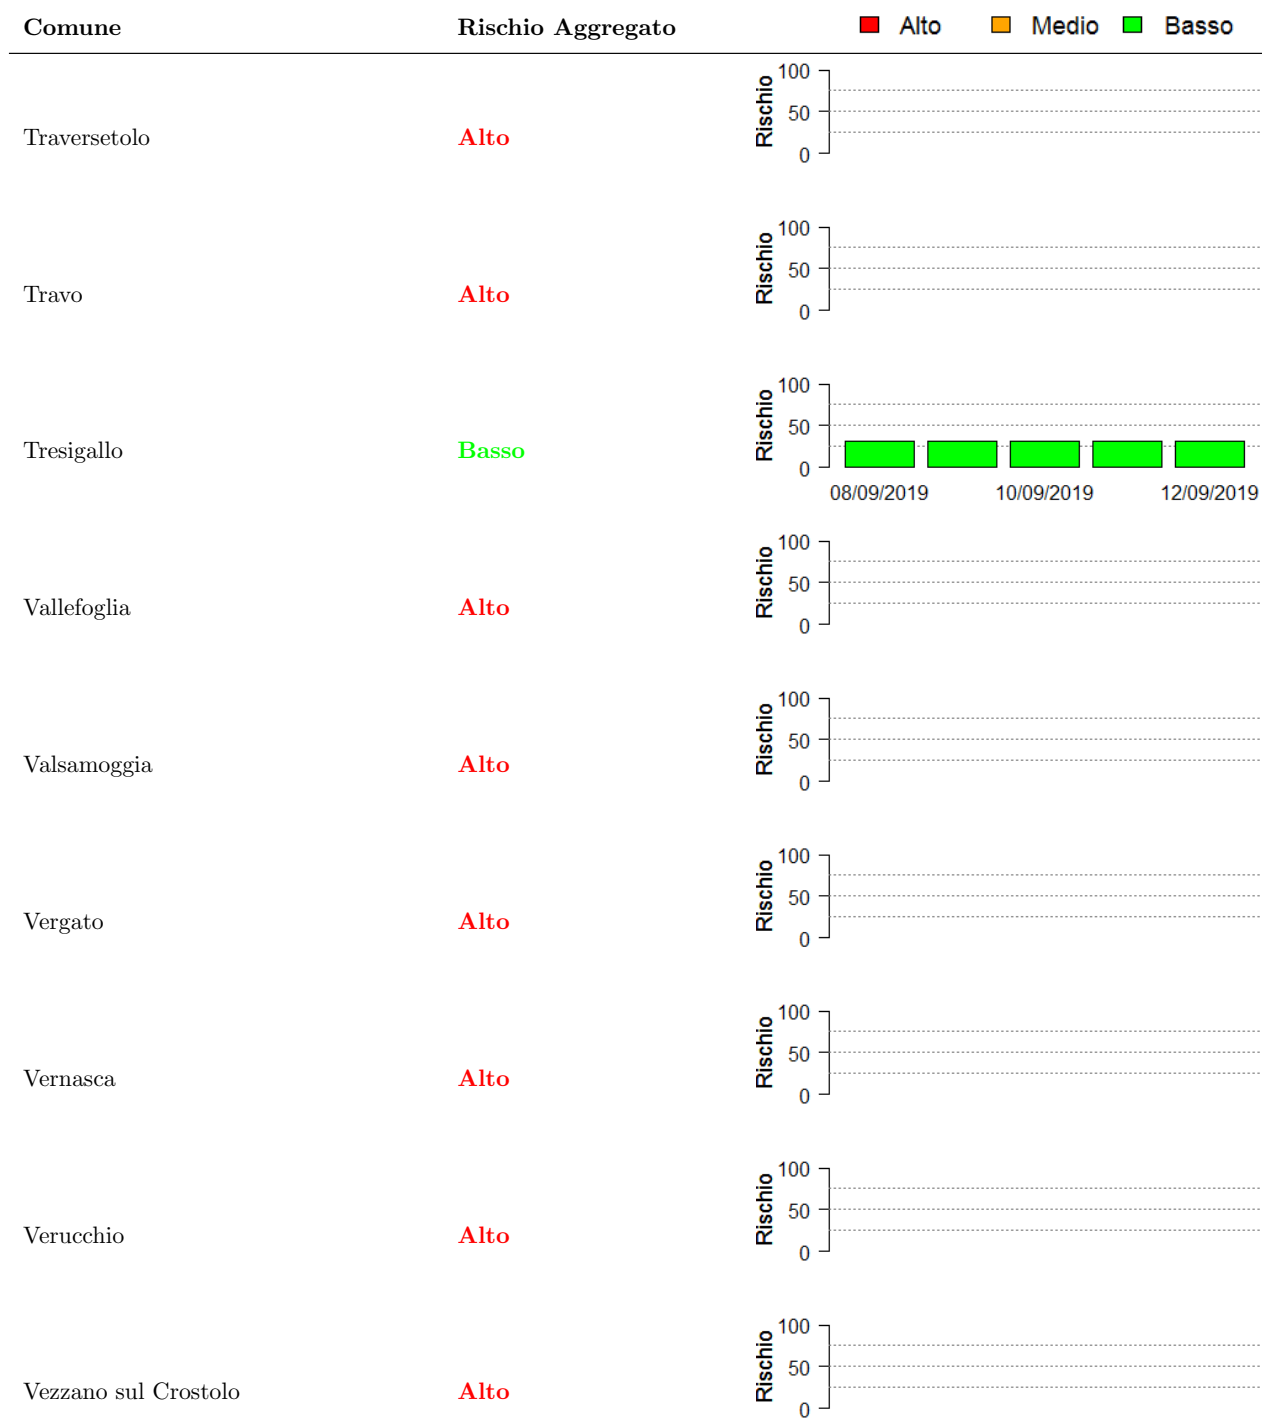 Comune Rischio Aggregato Alto Medio Basso
Traversetolo Alto Rischio 100 50 0
Travo Alto Rischio 100 50 0
Tresigallo Basso Rischio 100 50 0
08/09/2019 10/09/2019 12/09/2019
Vallefoglia Alto Rischio 100 50 0
Valsamoggia Alto Rischio 100 50 0
Vergato Alto Rischio 100 50 0
Vernasca Alto Rischio 100 50 0
Verucchio Alto Rischio 100 50 0
Vezzano sul Crostolo Alto Rischio 100 50 0